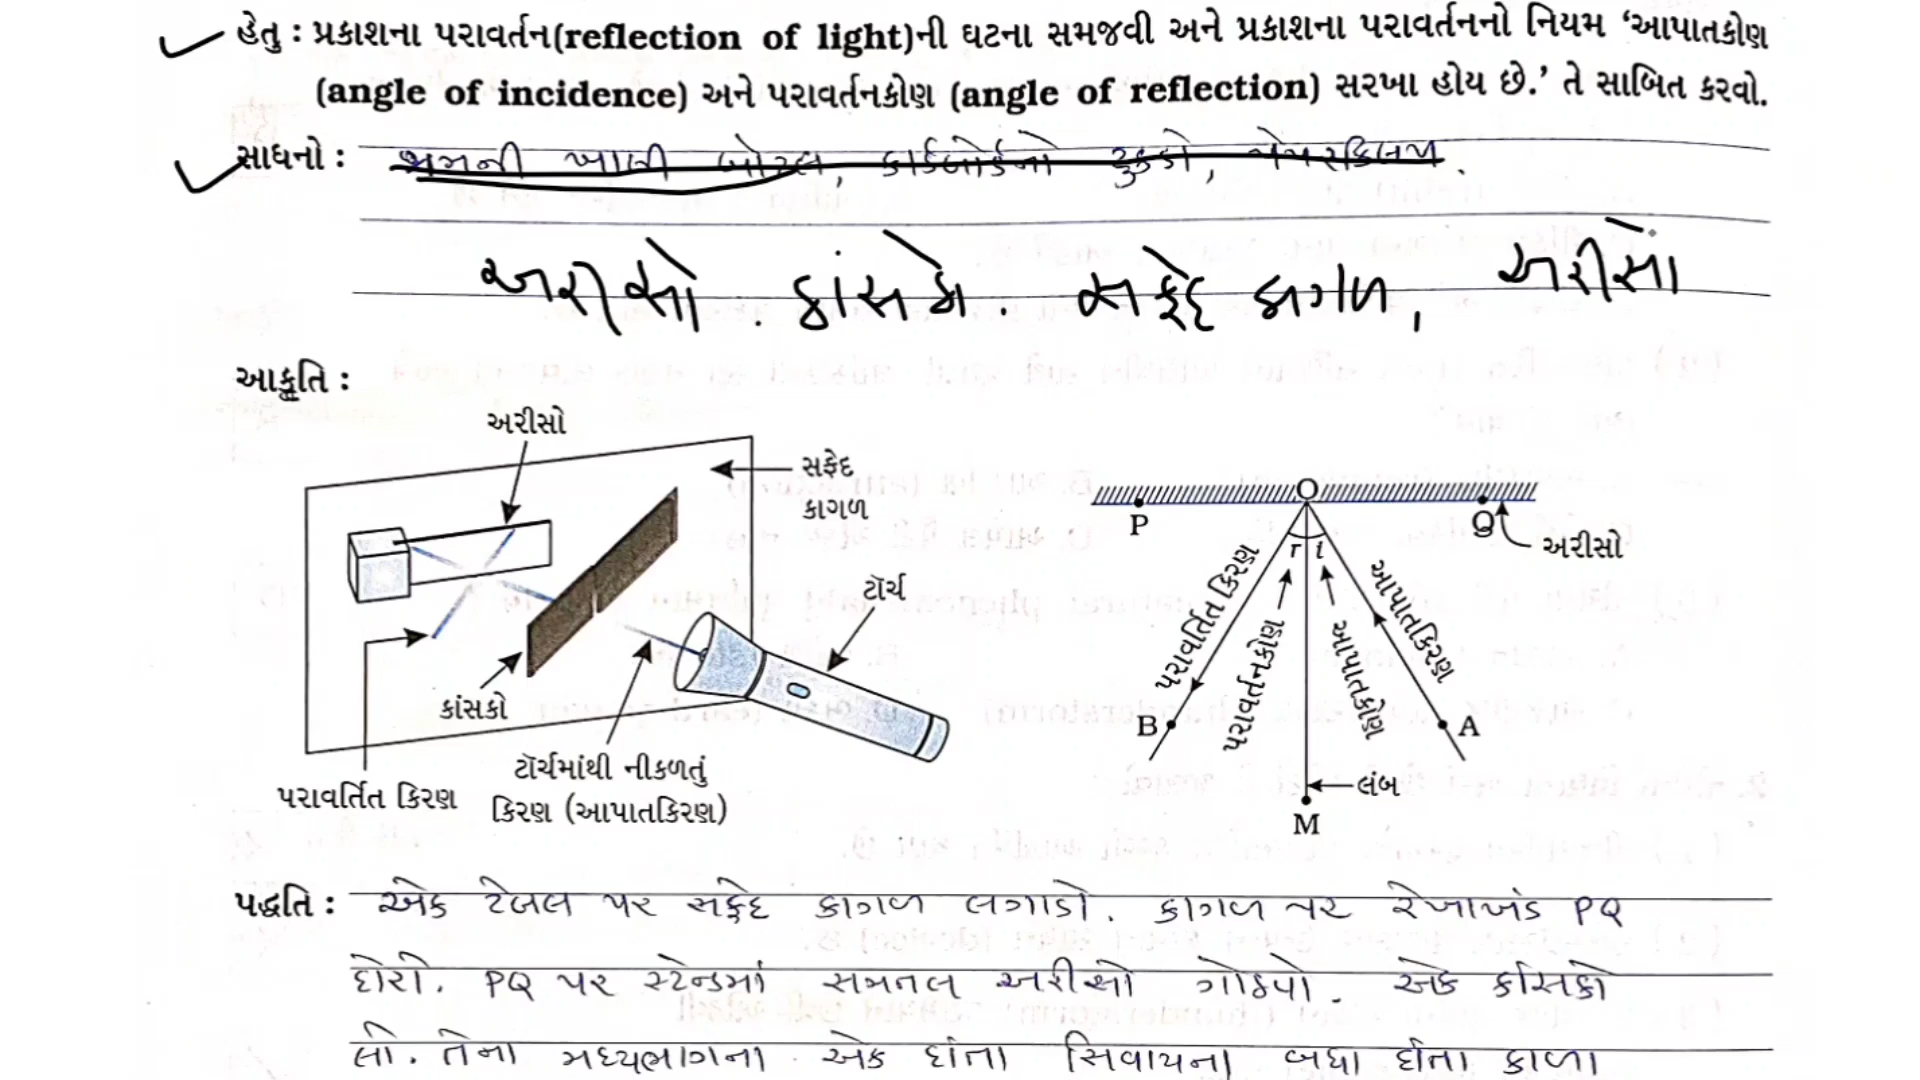 હેતુ : પ્રકાશના પરાવર્તન(reflection of light)ની ઘટના સમજવી અને પ્રકાશના પરાવર્તનનો નિયમ ‘આપાતકોણ
(angle of incidence) અને પરાવર્તનકોણ (angle of reflection) સરખા હોય છે.’ તે સાબિત કરવો.
સાધનો : ખાલી બોટલ, કાર્ડબોર્ડનો ટુકડો,
અરીસો. કાંસકો. સફેદ કાગળ, અરીસો
આકૃતિ :
અરીસો
સફેદ
કાગળ
ટૉર્ચ
કાંસકો
ટૉર્ચમાંથી નીકળતું
કિરણ (આપાતકિરણ)
પરાવર્તિત કિરણ
O
P
Q
અરીસો
r i
પરાવર્તિત કિરણ
પરાવર્તનકોણ
આપાતકોણ
આપાતકિરણ
B
A
લંબ
M
પદ્ધતિ : એક ટેબલ પર સફેદ કાગળ લગાડો. કાગળ પર રેખાખંડ PQ
દોરો. PQ પર સ્ટેન્ડમાં સમતલ અરીસો ગોઠવો. એક કાંસકો
લો. તેના મધ્યભાગના એક દાંતા સિવાયના બધા દાંતા કાળા